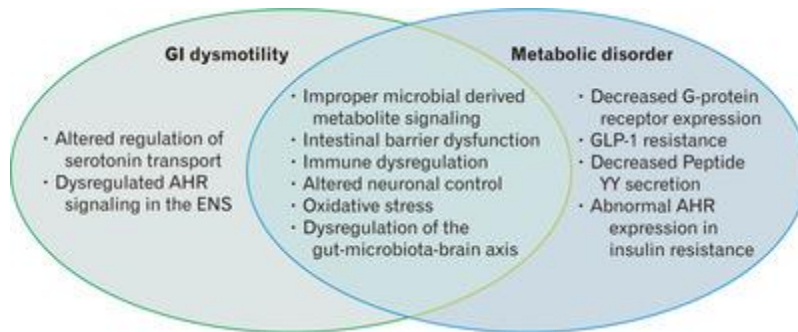 GI dysmotility
· Altered regulation of
serotonin transport
· Dysregulated AHR
signaling in the ENS
· Improper microbial derived
metabolite signaling
· Intestinal barrier dysfunction
· Immune dysregulation
· Altered neuronal control
· Oxidative stress
· Dysregulation of the
gut-microbiota-brain axis
Metabolic disorder
· Decreased G-protein
receptor expression
· GLP-1 resistance
· Decreased Peptide
YY secretion
· Abnormal AHR
expression in
insulin resistance